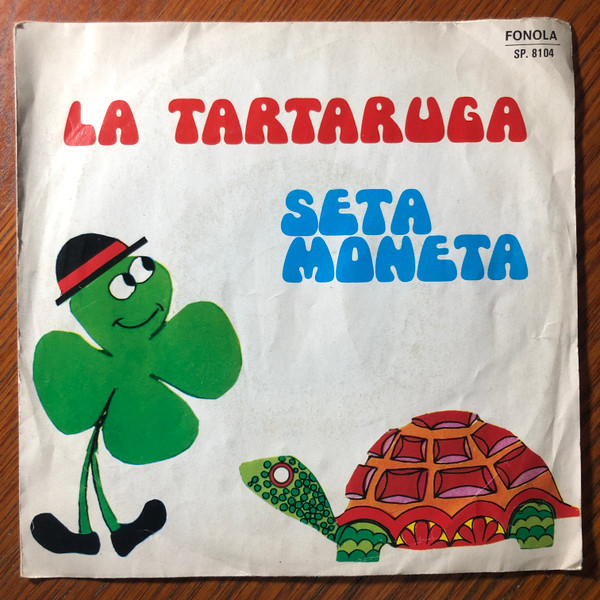 FONOLA
SP. 8104
LA TARTARUGA
SETA
MONETA